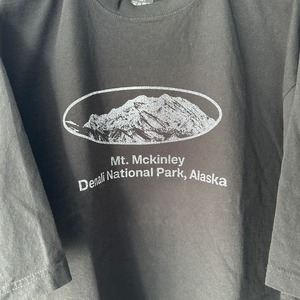 Mt. Mckinley
Denali National Park, Alaska